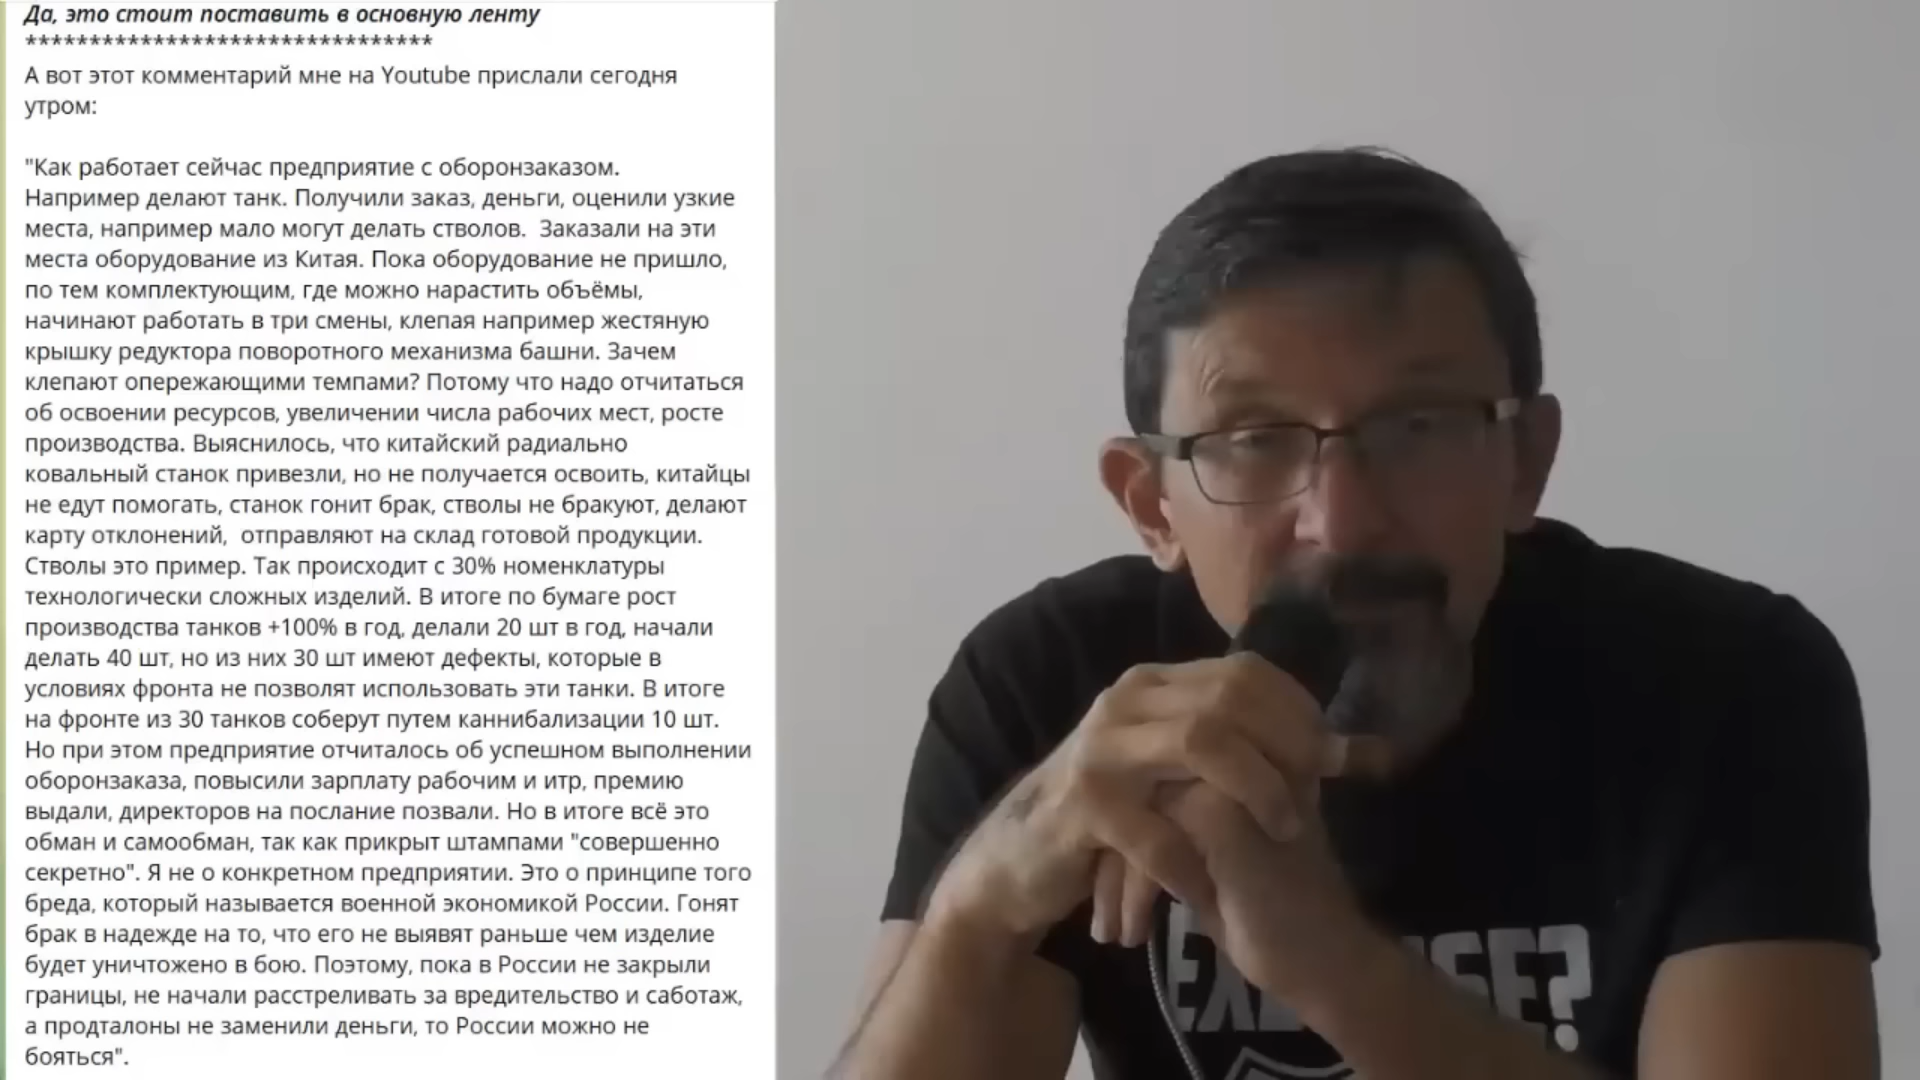 Да, это стоит поставить в основную ленту
********************************
А вот этот комментарий мне на Youtube прислали сегодня
утром:
"Как работает сейчас предприятие с оборонзаказом.
Например делают танк. Получили заказ, деньги, оценили узкие
места, например мало могут делать стволов.  Заказали на эти
места оборудование из Китая. Пока оборудование не пришло,
по тем комплектующим, где можно нарастить объёмы,
начинают работать в три смены, клепая например жестяную
крышку редуктора поворотного механизма башни. Зачем
клепают опережающими темпами? Потому что надо отчитаться
об освоении ресурсов, увеличении числа рабочих мест, росте
производства. Выяснилось, что китайский радиально
ковальный станок привезли, но не получается освоить, китайцы
не едут помогать, станок гонит брак, стволы не бракуют, делают
карту отклонений,  отправляют на склад готовой продукции.
Стволы это пример. Так происходит с 30% номенклатуры
технологически сложных изделий. В итоге по бумаге рост
производства танков +100% в год, делали 20 шт в год, начали
делать 40 шт, но из них 30 шт имеют дефекты, которые в
условиях фронта не позволят использовать эти танки. В итоге
на фронте из 30 танков соберут путем каннибализации 10 шт.
Но при этом предприятие отчиталось об успешном выполнении
оборонзаказа, повысили зарплату рабочим и итр, премию
выдали, директоров на послание позвали. Но в итоге всё это
обман и самообман, так как прикрыт штампами "совершенно
секретно". Я не о конкретном предприятии. Это о принципе того
бреда, который называется военной экономикой России. Гонят
брак в надежде на то, что его не выявят раньше чем изделие
будет уничтожено в бою. Поэтому, пока в России не закрыли
границы, не начали расстреливать за вредительство и саботаж,
а продталоны не заменили деньги, то России можно не
бояться".